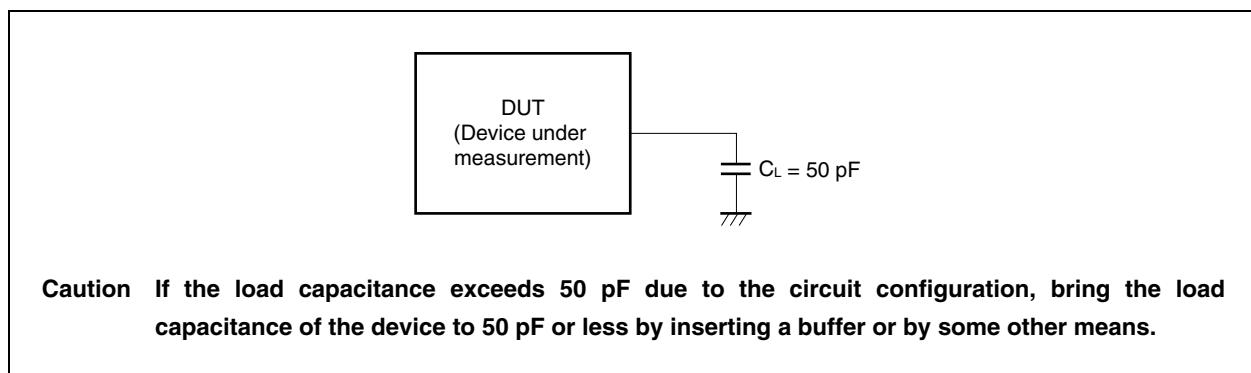 DUT
(Device under
measurement)
CL = 50 pF
Caution If the load capacitance exceeds 50 pF due to the circuit configuration, bring the load
capacitance of the device to 50 pF or less by inserting a buffer or by some other means.